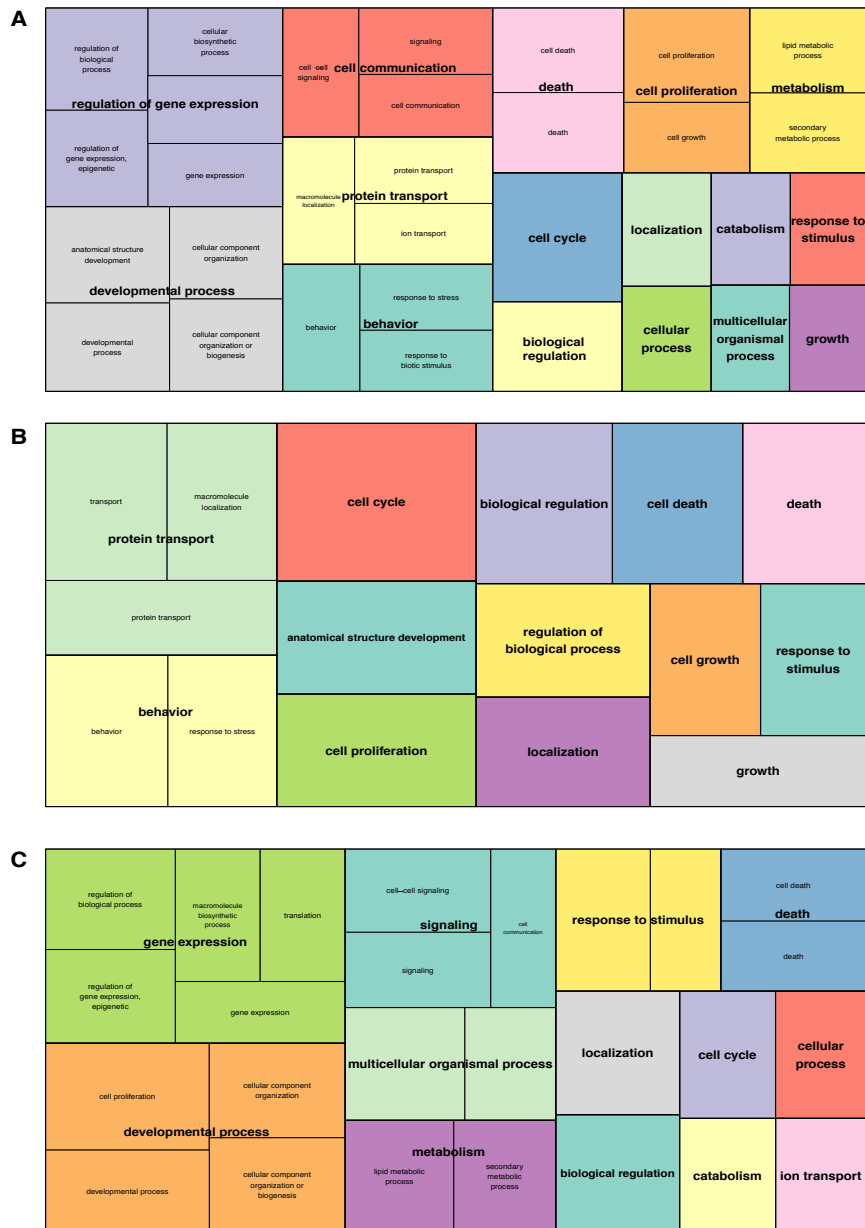 A
regulation of
biological
process
cellular
biosynthetic
process
regulation of gene expression
regulation of
gene expression,
epigenetic
gene expression
anatomical structure
development
cellular component
organization
developmental process
developmental
process
cellular component
organization or
biogenesis
cell–cell
signaling
signaling
cell communication
cell communication
macromolecule
localization
protein transport
protein transport
ion transport
behavior
response to stress
behavior
response to
biotic stimulus
cell death
death
death
cell proliferation
cell proliferation
cell growth
lipid metabolic
process
metabolism
secondary
metabolic process
cell cycle
localization
catabolism
response to
stimulus
biological
regulation
cellular
process
multicellular
organismal
process
growth
B
transport
macromolecule
localization
protein transport
protein transport
behavior
behavior
response to stress
cell cycle
anatomical structure development
cell proliferation
biological regulation
cell death
death
regulation of
biological process
cell growth
response to
stimulus
localization
growth
C
regulation of
biological process
macromolecule
biosynthetic
process
translation
gene expression
regulation of
gene expression,
epigenetic
gene expression
cell proliferation
cellular component
organization
developmental process
developmental process
cellular component
organization or
biogenesis
cell–cell signaling
signaling
cell
communication
signaling
multicellular organismal process
metabolism
lipid metabolic
process
secondary
metabolic
process
response to stimulus
cell death
death
death
localization
cell cycle
cellular
process
biological regulation
catabolism
ion transport